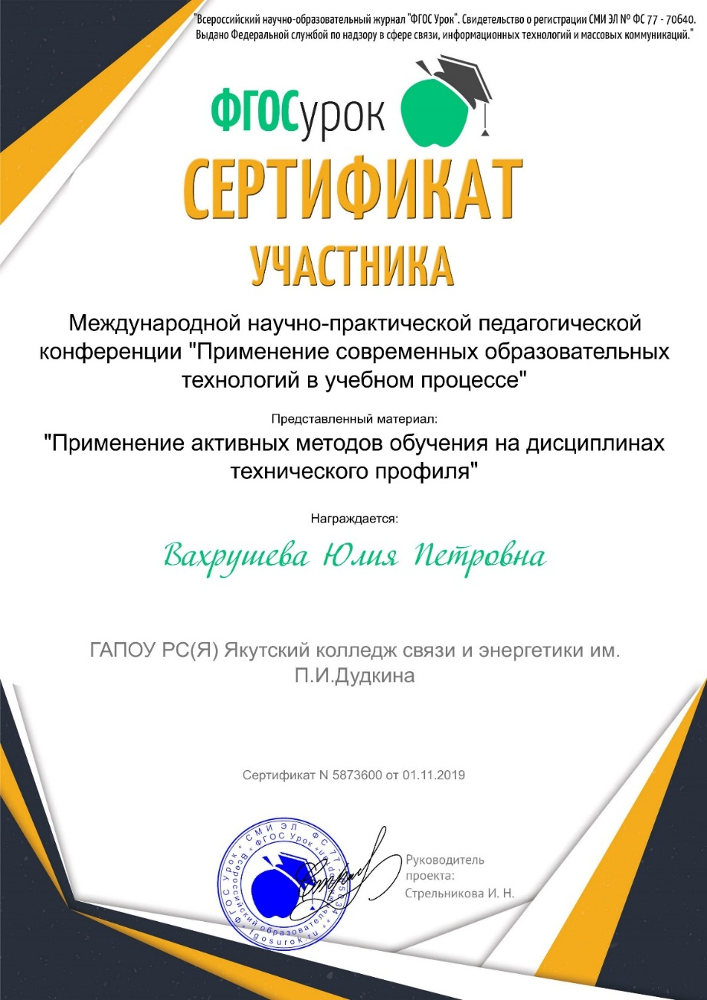 "Всероссийский научно-образовательный журнал "ФГОС Урок". Свидетельство о регистрации СМИ ЭЛ № ФС 77 - 70640.
Выдано Федеральной службой по надзору в сфере связи, информационных технологий и массовых коммуникаций."
ФГОСурок
СЕРТИФИКАТ
УЧАСТНИКА
Международной научно-практической педагогической
конференции "Применение современных образовательных
технологий в учебном процессе"
Представленный материал:
"Применение активных методов обучения на дисциплинах
технического профиля"
Награждается:
Вахрушева Юлия Петровна
ГАПОУ РС(Я) Якутский колледж связи и энергетики им.
П.И.Дудкина
Сертификат N 5873600 от 01.11.2019
ФГОС Урок * СМИ ЭЛ ФС 77
Всероссийский образовательный
* ФГОС Урок *
* fgosurok.ru *
Руководитель
проекта:
Стрельникова И. Н.